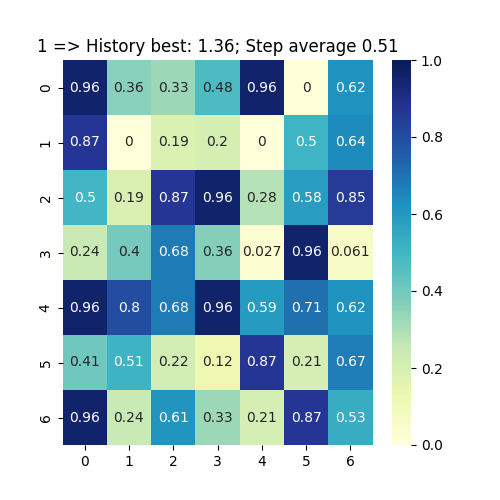 1 => History best: 1.36; Step average 0.51
0 0.96 0.36 0.33 0.48 0.96 0 0.62
1 0.87 0 0.19 0.2 0 0.5 0.64
2 0.5 0.19 0.87 0.96 0.28 0.58 0.85
3 0.24 0.4 0.68 0.36 0.027 0.96 0.061
4 0.96 0.8 0.68 0.96 0.59 0.71 0.62
5 0.41 0.51 0.22 0.12 0.87 0.21 0.67
6 0.96 0.24 0.61 0.33 0.21 0.87 0.53
0 1 2 3 4 5 6
1.0
0.8
0.6
0.4
0.2
0.0